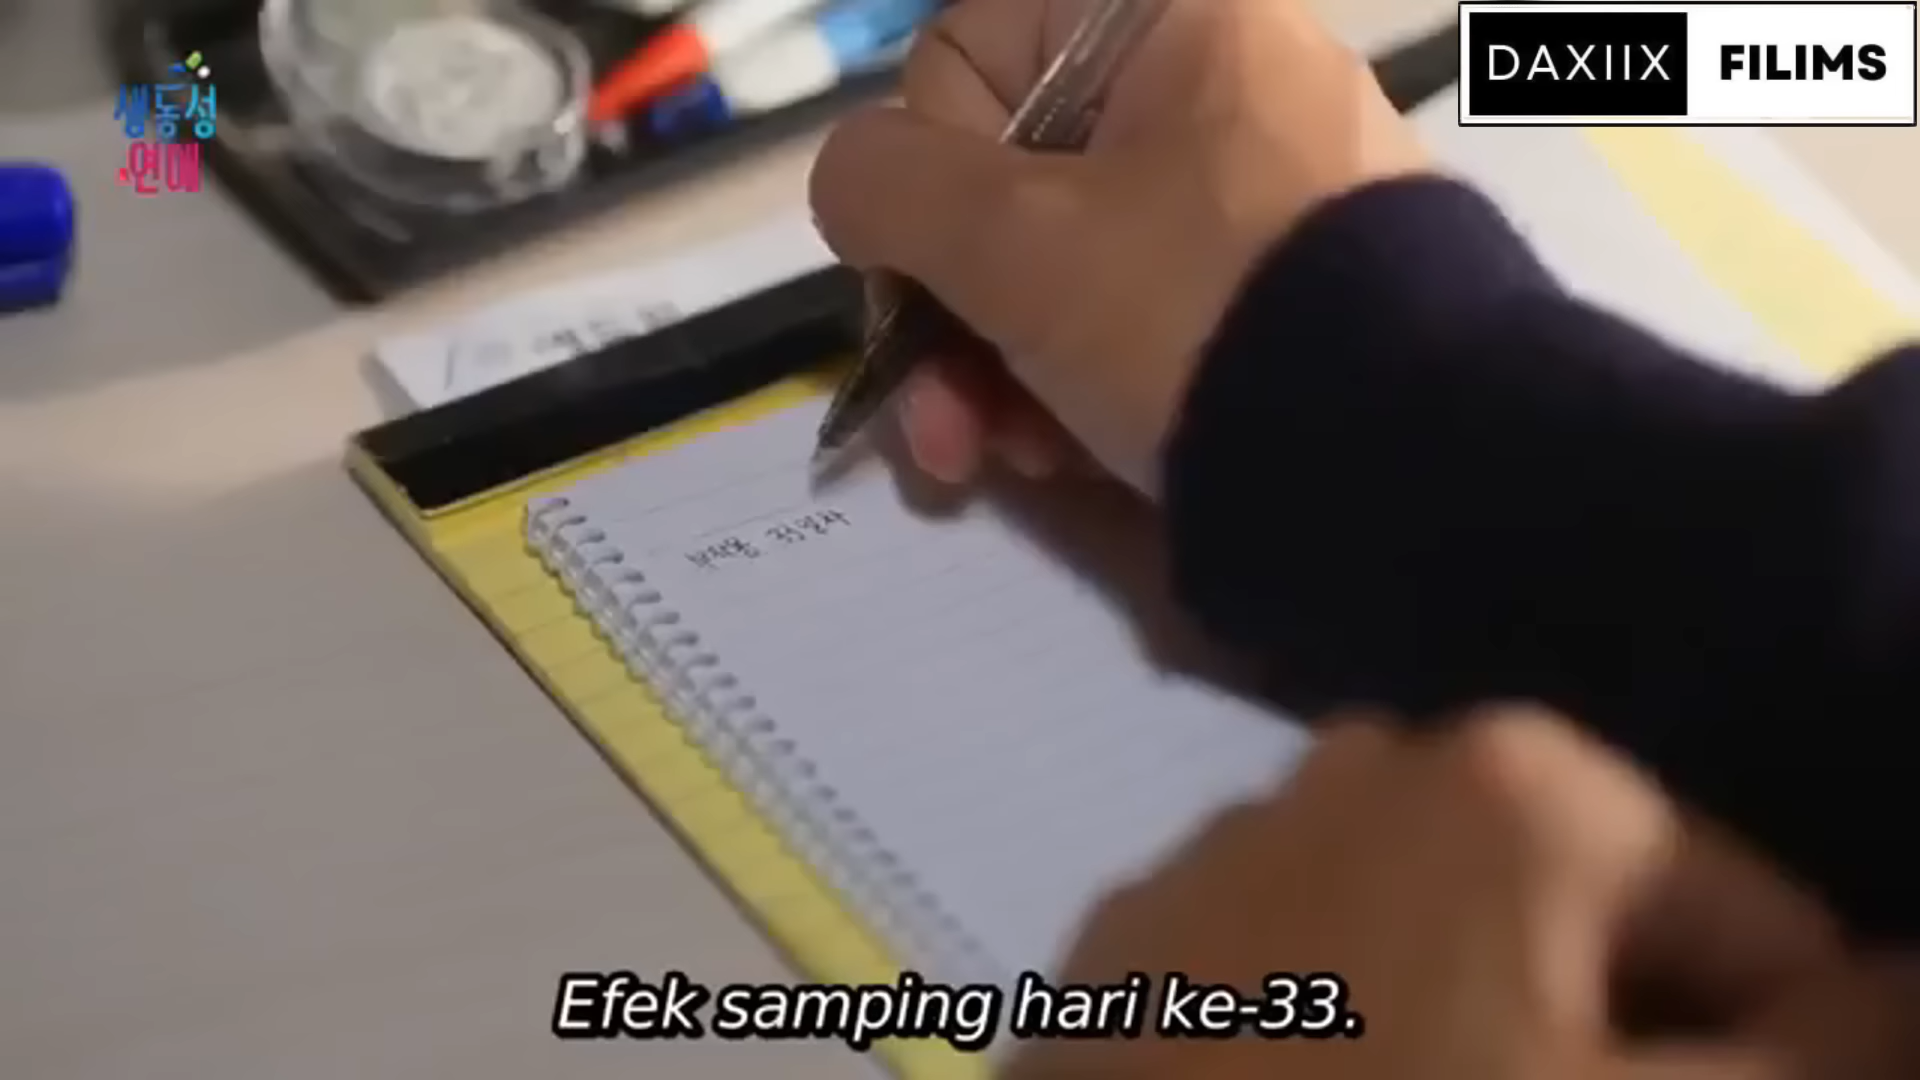 생동성
연애
DAXIIX FILIMS
부작용 33일차
Efek samping hari ke-33.